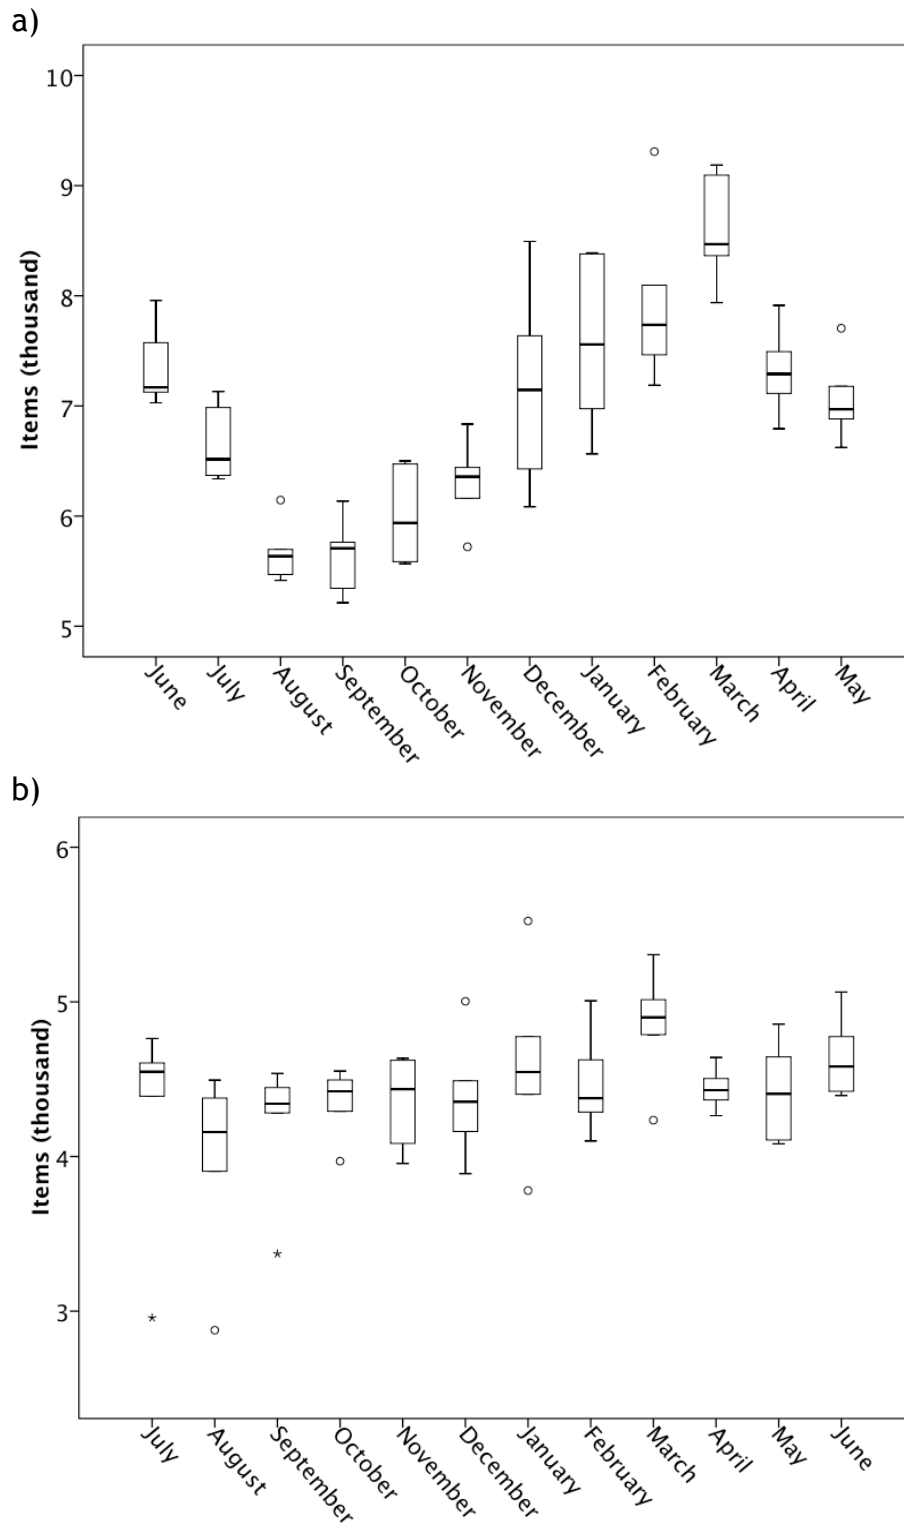 a)
Items (thousand)
10
9
8
7
6
5
June
July
August
September
October
November
December
January
February
March
April
May
b)
Items (thousand)
6
5
4
3
July
August
September
October
November
December
January
February
March
April
May
June